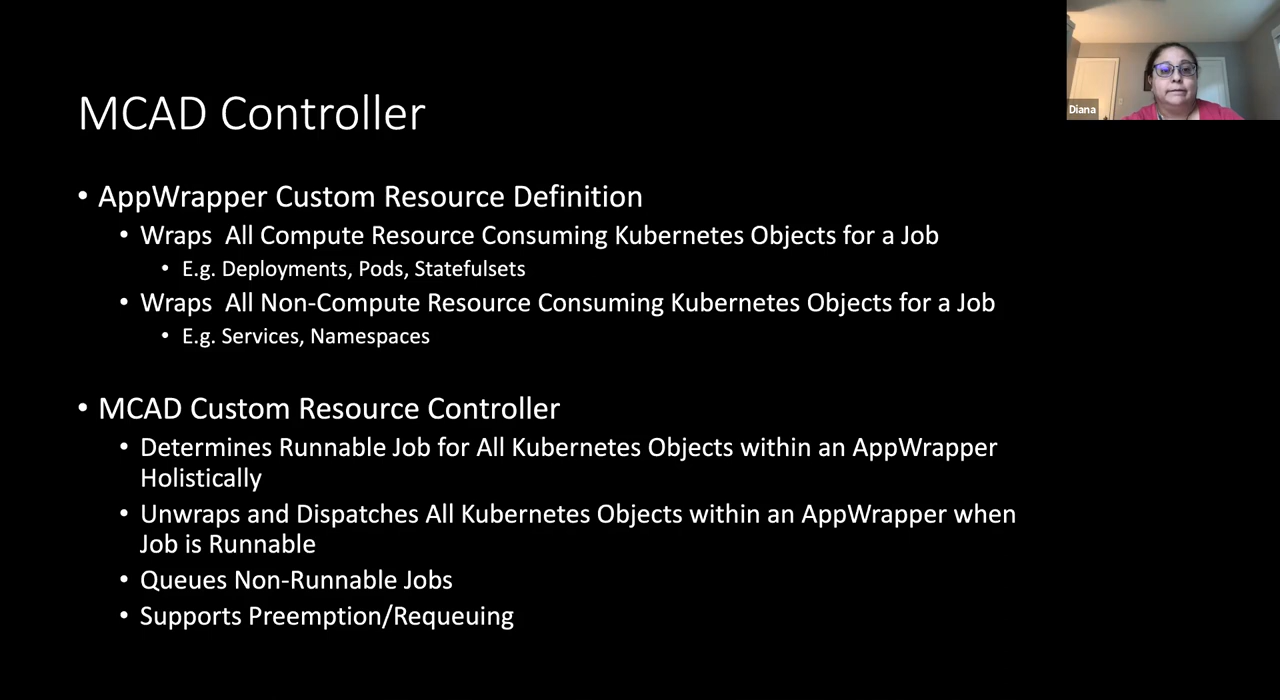 Diana
MCAD Controller
• AppWrapper Custom Resource Definition
• Wraps  All Compute Resource Consuming Kubernetes Objects for a Job
• E.g. Deployments, Pods, Statefulsets
• Wraps  All Non-Compute Resource Consuming Kubernetes Objects for a Job
• E.g. Services, Namespaces
• MCAD Custom Resource Controller
• Determines Runnable Job for All Kubernetes Objects within an AppWrapper
Holistically
• Unwraps and Dispatches All Kubernetes Objects within an AppWrapper when
Job is Runnable
• Queues Non-Runnable Jobs
• Supports Preemption/Requeuing